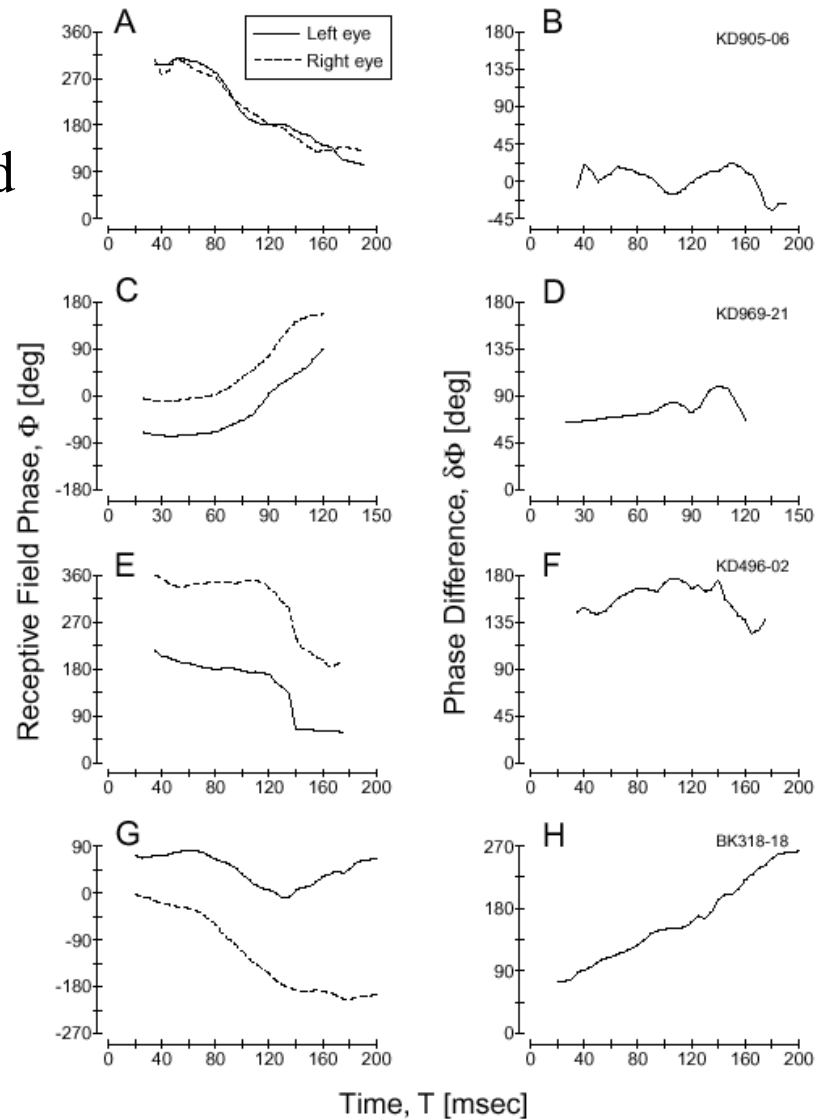 A
Left eye
Right eye
360
270
180
90
0
0 40 80 120 160 200
B
KD905-06
180
135
90
45
0
-45
0 40 80 120 160 200
d
C
180
90
0
-90
-180
0 30 60 90 120 150
D
KD969-21
180
135
90
45
0
0 30 60 90 120 150
Receptive Field Phase, Φ [deg]
Phase Difference, δΦ [deg]
E
360
270
180
90
0
0 40 80 120 160 200
F
KD496-02
180
135
90
45
0
0 40 80 120 160 200
G
90
0
-90
-180
-270
0 40 80 120 160 200
H
BK318-18
270
180
90
0
0 40 80 120 160 200
Time, T [msec]